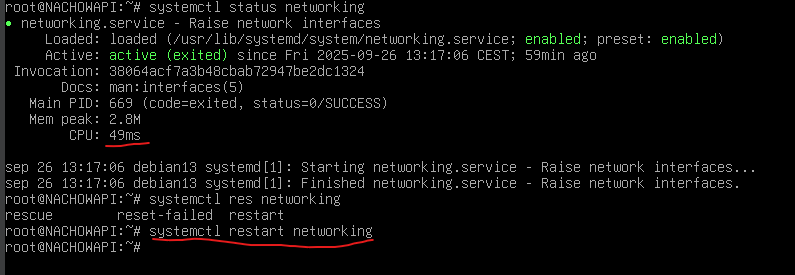 root@NACHOWAPI:~# systemctl status networking
● networking.service - Raise network interfaces
Loaded: loaded (/usr/lib/systemd/system/networking.service; enabled; preset: enabled)
Active: active (exited) since Fri 2025-09-26 13:17:06 CEST; 59min ago
Invocation: 38064acf7a3b48cbab72947be2dc1324
Docs: man:interfaces(5)
Main PID: 669 (code=exited, status=0/SUCCESS)
Mem peak: 2.8M
CPU: 49ms
sep 26 13:17:06 debian13 systemd[1]: Starting networking.service - Raise network interfaces...
sep 26 13:17:06 debian13 systemd[1]: Finished networking.service - Raise network interfaces.
root@NACHOWAPI:~# systemctl res networking
rescue reset-failed restart
root@NACHOWAPI:~# systemctl restart networking
root@NACHOWAPI:~#